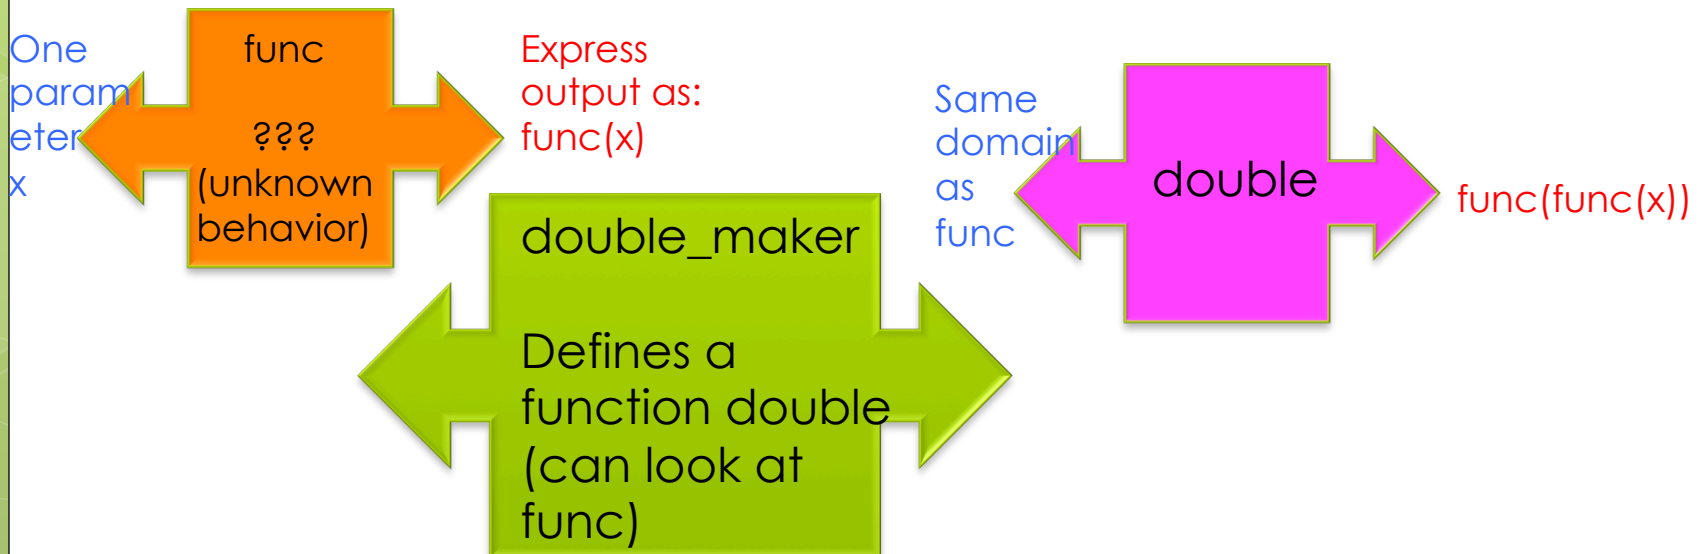 One
param
eter
x
func
???
(unknown
behavior)
Express
output as:
func(x)
double_maker
Defines a
function double
(can look at
func)
Same
domain
as
func
double
func(func(x))